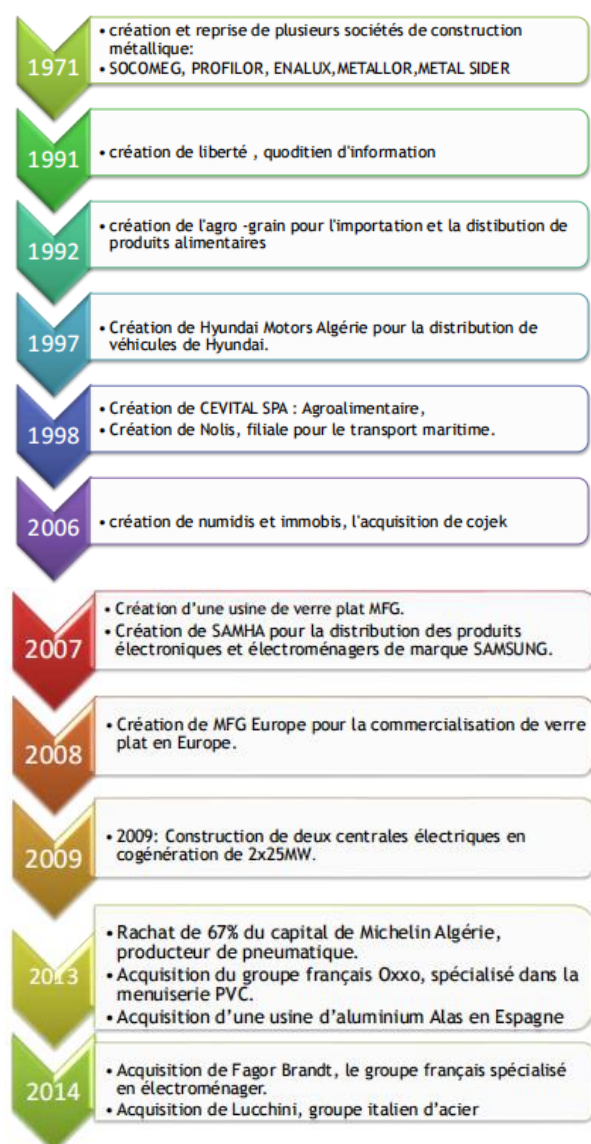 1971
• création et reprise de plusieurs sociétés de construction
métallique:
• SOCOMEG, PROFILOR, ENALUX,METALLOR,METAL SIDER
1991
• création de liberté , quoditien d'information
1992
• création de l'agro -grain pour l'importation et la distibution de
produits alimentaires
1997
• Création de Hyundai Motors Algérie pour la distribution de
véhicules de Hyundai.
1998
• Création de CEVITAL SPA : Agroalimentaire,
• Création de Nolis, filiale pour le transport maritime.
2006
• création de numidis et immobis, l'acquisition de cojek
2007
• Création d'une usine de verre plat MFG.
• Création de SAMHA pour la distribution des produits
électroniques et électroménagers de marque SAMSUNG.
2008
• Création de MFG Europe pour la commercialisation de verre
plat en Europe.
2009
• 2009: Construction de deux centrales électriques en
cogénération de 2x25MW.
2013
• Rachat de 67% du capital de Michelin Algérie,
producteur de pneumatique.
• Acquisition du groupe français Oxxo, spécialisé dans la
menuiserie PVC.
• Acquisition d'une usine d'aluminium Alas en Espagne
2014
• Acquisition de Fagor Brandt, le groupe français spécialisé
en électroménager.
• Acquisition de Lucchini, groupe italien d'acier